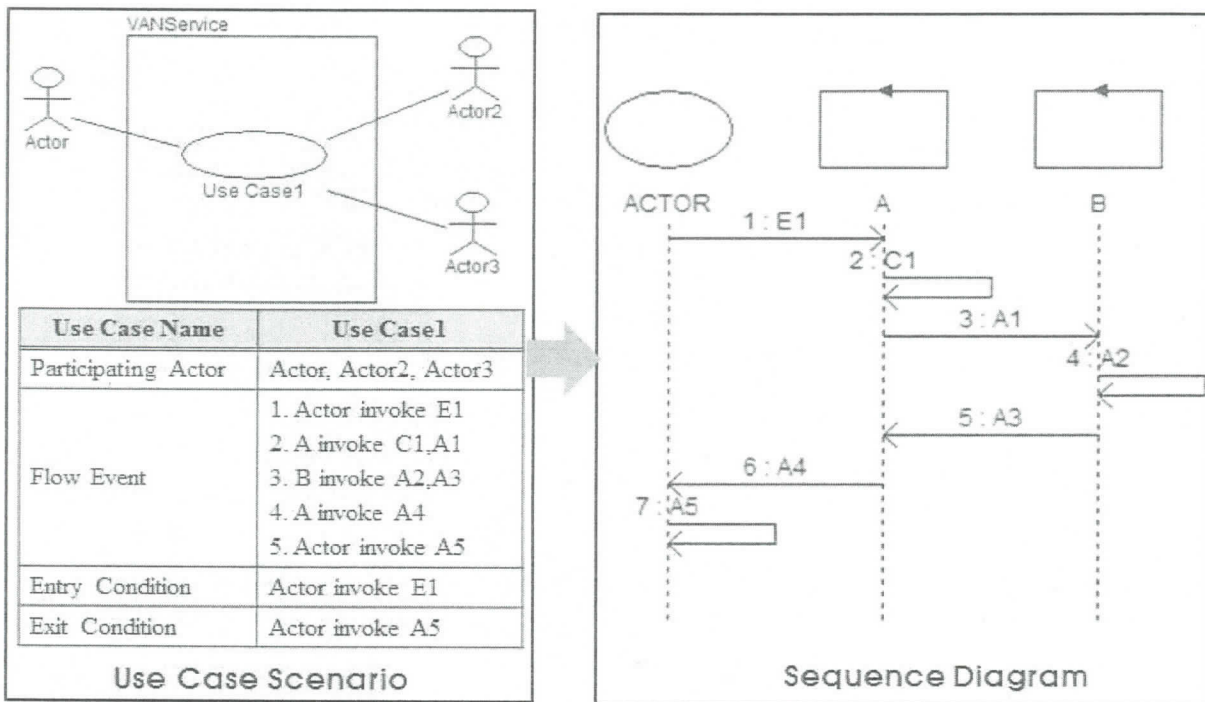 VANService
Actor
Actor2
Use Case1
Actor3
Use Case Name Use Case1
Participating Actor Actor, Actor2, Actor3
Flow Event
1. Actor invoke E1
2. A invoke C1,A1
3. B invoke A2,A3
4. A invoke A4
5. Actor invoke A5
Entry Condition Actor invoke E1
Exit Condition Actor invoke A5
Use Case Scenario
ACTOR A B
1 : E1
2 : C1
3 : A1
4 : A2
5 : A3
6 : A4
7 : A5
Sequence Diagram